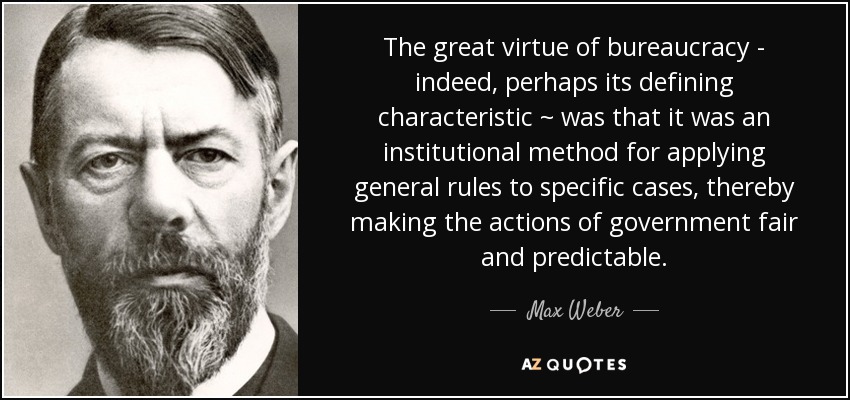 The great virtue of bureaucracy -
indeed, perhaps its defining
characteristic ~ was that it was an
institutional method for applying
general rules to specific cases, thereby
making the actions of government fair
and predictable.
Max Weber
AZ QUOTES